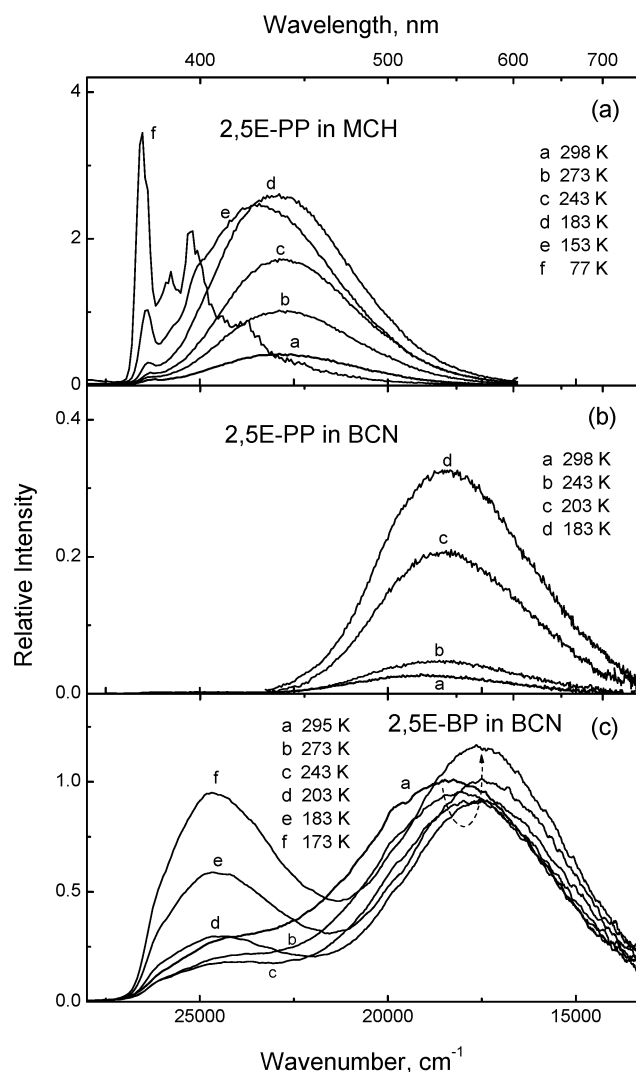 Wavelength, nm
400 500 600 700
(a)
2,5E-PP in MCH
4
2
0
a 298 K
b 273 K
c 243 K
d 183 K
e 153 K
f 77 K
f
e
d
c
b
a
(b)
2,5E-PP in BCN
0.4
0.2
0.0
a 298 K
b 243 K
c 203 K
d 183 K
d
c
b
a
Relative Intensity
(c)
2,5E-BP in BCN
1.0
0.5
0.0
a 295 K
b 273 K
c 243 K
d 203 K
e 183 K
f 173 K
f
a
e
d
b
c
25000 20000 15000
Wavenumber, cm⁻¹